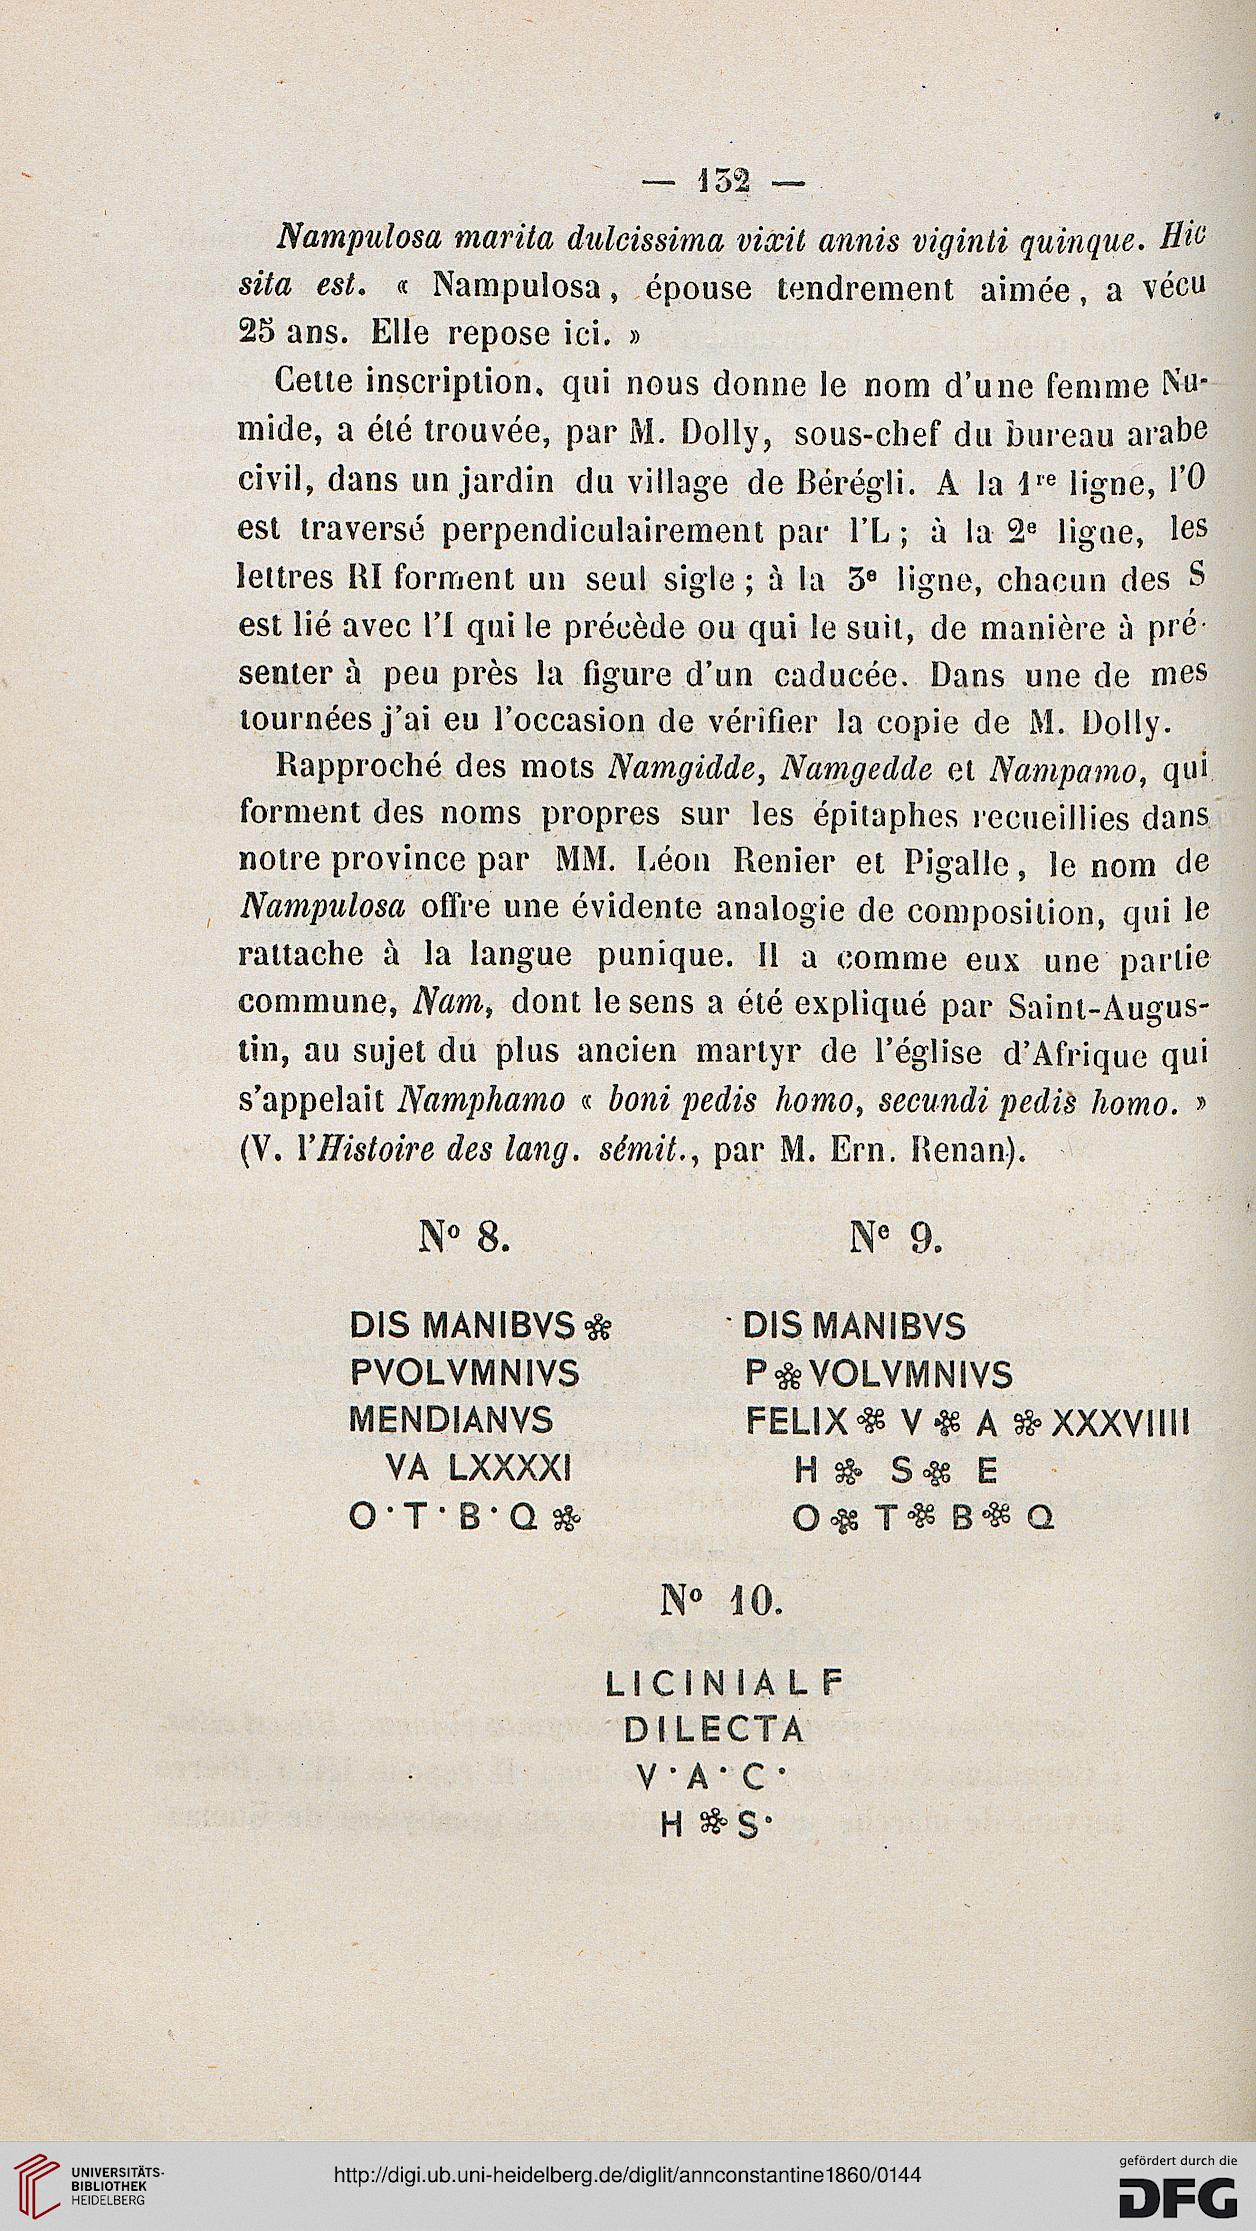 — 132 —
Nampulosa marita dulcissima vixit annis viginti quinque. Hic
sita est. « Nampulosa, épouse tendrement aimée, a vécu
25 ans. Elle repose ici. »
Cette inscription, qui nous donne le nom d'une femme Nu-
mide, a été trouvée, par M. Dolly, sous-chef du bureau arabe
civil, dans un jardin du village de Bérégli. A la 1re ligne, l'O
est traversé perpendiculairement par l'L ; à la 2e ligne, les
lettres RI forment un seul sigle ; à la 3e ligne, chacun des S
est lié avec l'I qui le précède ou qui le suit, de manière à pré-
senter à peu près la figure d'un caducée. Dans une de mes
tournées j'ai eu l'occasion de vérifier la copie de M. Dolly.
Rapproché des mots Namgidde, Namgedde et Nampamo, qui
forment des noms propres sur les épitaphes recueillies dans
notre province par MM. Léon Renier et Pigalle, le nom de
Nampulosa offre une évidente analogie de composition, qui le
rattache à la langue punique. Il a comme eux une partie
commune, Nam, dont le sens a été expliqué par Saint-Augus-
tin, au sujet du plus ancien martyr de l'église d'Afrique qui
s'appelait Namphamo « boni pedis homo, secundi pedis homo. »
(V. l'Histoire des lang. sémit., par M. Ern. Renan).
No 8.
DIS MANIBVS
PVOLVMNIVS
MENDIANVS
VA LXXXXI
O · T · B · Q
Ne 9.
DIS MANIBVS
P VOLVMNIVS
FELIX V A XXXVIIII
H S E
O T B Q
No 10.
LICINIA L F
DILECTA
V · A · C ·
H S ·
UNIVERSITÄTS-
BIBLIOTHEK
HEIDELBERG
http://digi.ub.uni-heidelberg.de/diglit/annconstantine1860/0144
gefördert durch die
DFG